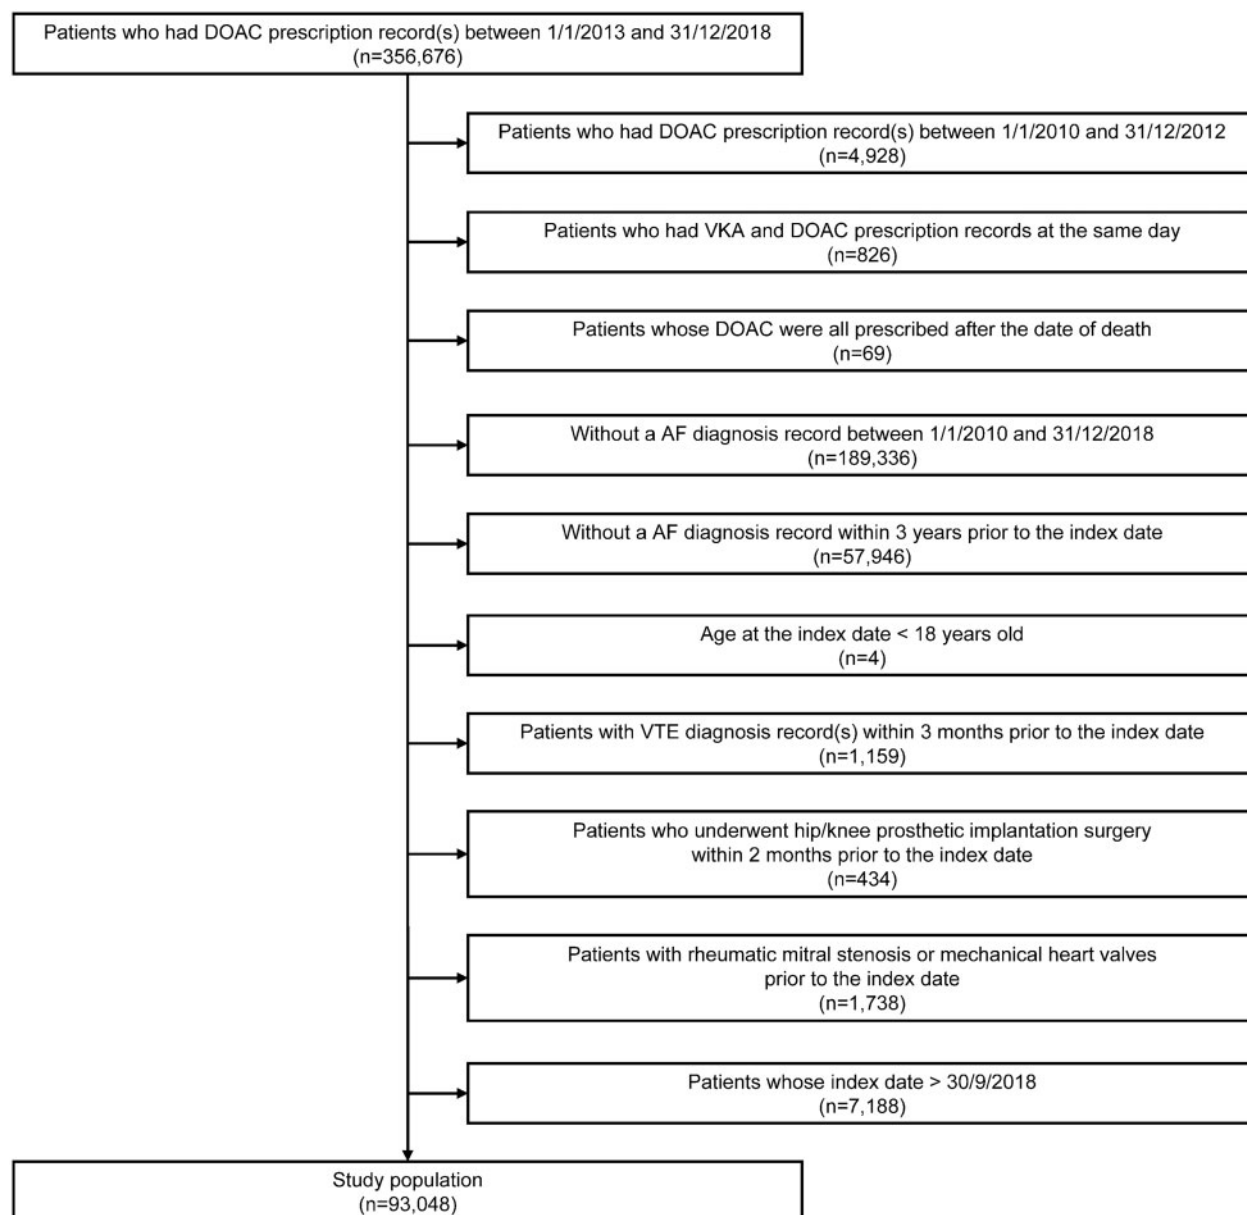 Patients who had DOAC prescription record(s) between 1/1/2013 and 31/12/2018
(n=356,676)
Patients who had DOAC prescription record(s) between 1/1/2010 and 31/12/2012
(n=4,928)
Patients who had VKA and DOAC prescription records at the same day
(n=826)
Patients whose DOAC were all prescribed after the date of death
(n=69)
Without a AF diagnosis record between 1/1/2010 and 31/12/2018
(n=189,336)
Without a AF diagnosis record within 3 years prior to the index date
(n=57,946)
Age at the index date < 18 years old
(n=4)
Patients with VTE diagnosis record(s) within 3 months prior to the index date
(n=1,159)
Patients who underwent hip/knee prosthetic implantation surgery
within 2 months prior to the index date
(n=434)
Patients with rheumatic mitral stenosis or mechanical heart valves
prior to the index date
(n=1,738)
Patients whose index date > 30/9/2018
(n=7,188)
Study population
(n=93,048)